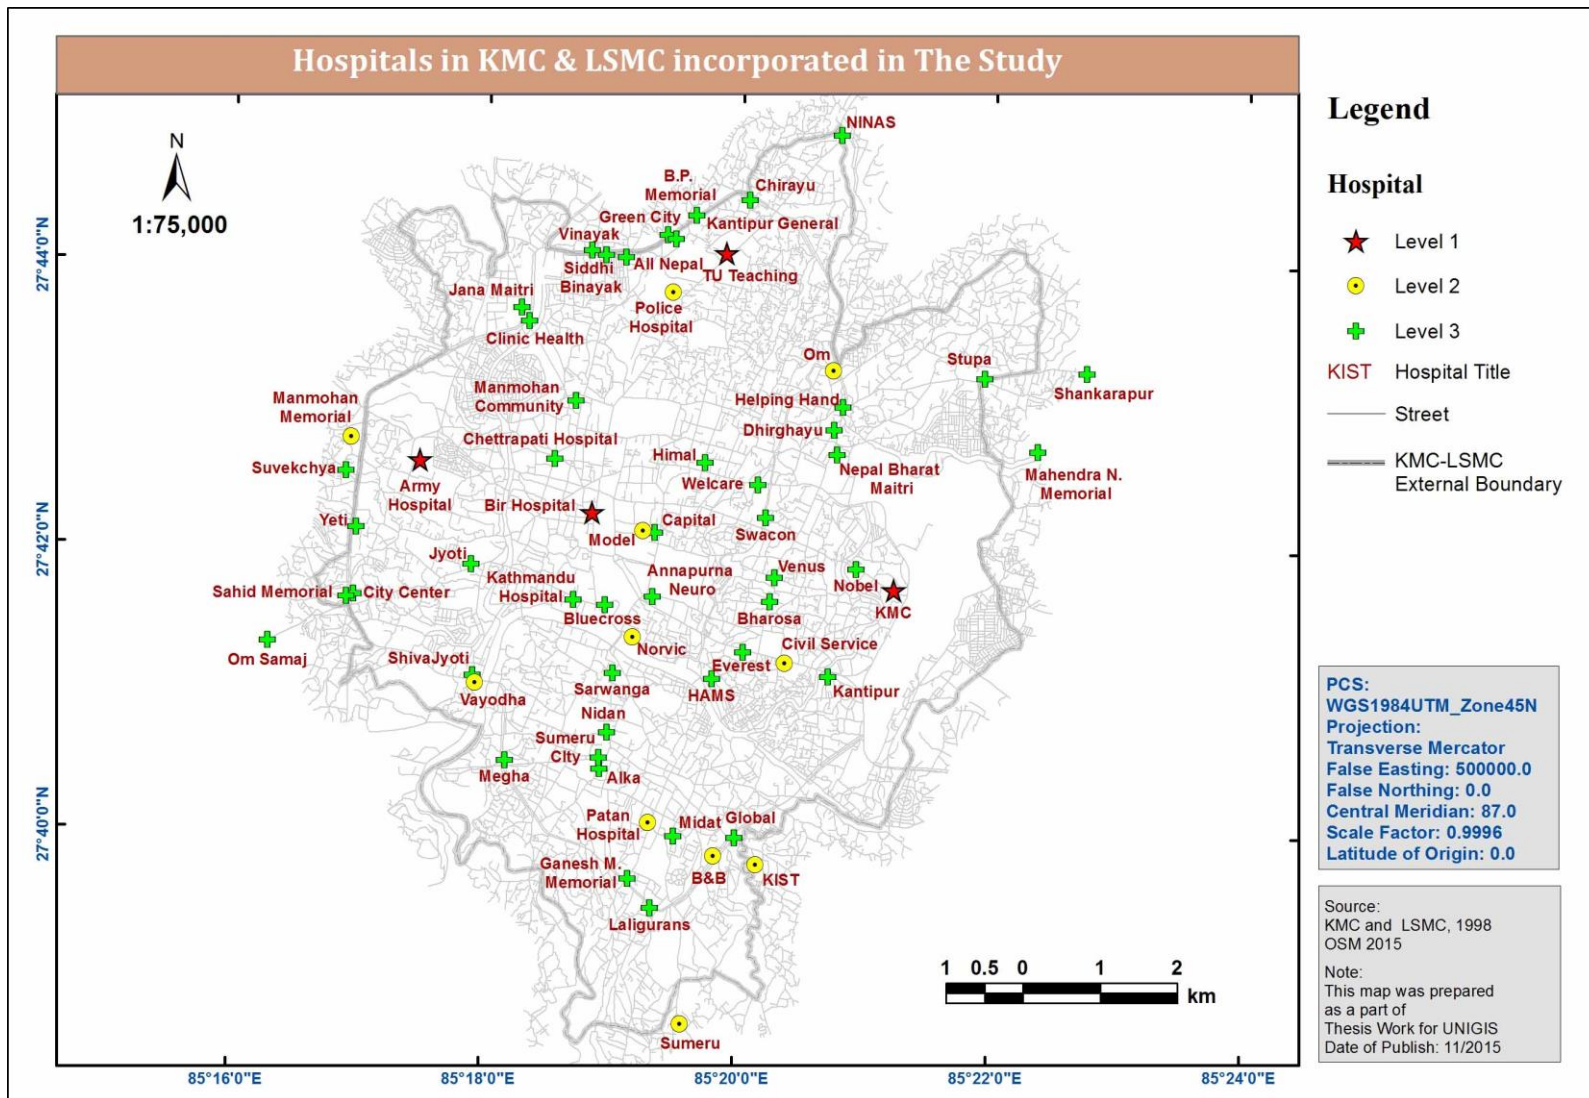 Hospitals in KMC & LSMC incorporated in The Study
N
1:75,000
NINAS
B.P.
Memorial
Chirayu
Green City
Kantipur General
Vinayak
Siddhi
Binayak
All Nepal
TU Teaching
Jana Maitri
Police
Hospital
Clinic Health
Om
Stupa
Shankarapur
Manmohan
Community
Manmohan
Memorial
Helping Hand
Dhirghayu
Chettrapati Hospital
Himal
Suvekchya
Welcare
Nepal Bharat
Maitri
Mahendra N.
Memorial
Army
Hospital
Bir Hospital
Yeti
Model
Capital
Swacon
Jyoti
Kathmandu
Hospital
Annapurna
Neuro
Venus
Nobel
KMC
Sahid Memorial
City Center
Bluecross
Bharosa
Om Samaj
Norvic
Civil Service
ShivaJyoti
Everest
Vayodha
Sarwanga
HAMS
Kantipur
Nidan
Sumeru
CIty
Megha
Alka
Patan
Hospital
Midat
Global
Ganesh M.
Memorial
B&B
KIST
Laligurans
Sumeru
27°44'0"N
27°42'0"N
27°40'0"N
85°16'0"E
85°18'0"E
85°20'0"E
85°22'0"E
85°24'0"E
1 0.5 0 1 2
km
Legend
Hospital
Level 1
Level 2
Level 3
KIST Hospital Title
Street
KMC-LSMC
External Boundary
PCS:
WGS1984UTM_Zone45N
Projection:
Transverse Mercator
False Easting: 500000.0
False Northing: 0.0
Central Meridian: 87.0
Scale Factor: 0.9996
Latitude of Origin: 0.0
Source:
KMC and LSMC, 1998
OSM 2015
Note:
This map was prepared
as a part of
Thesis Work for UNIGIS
Date of Publish: 11/2015